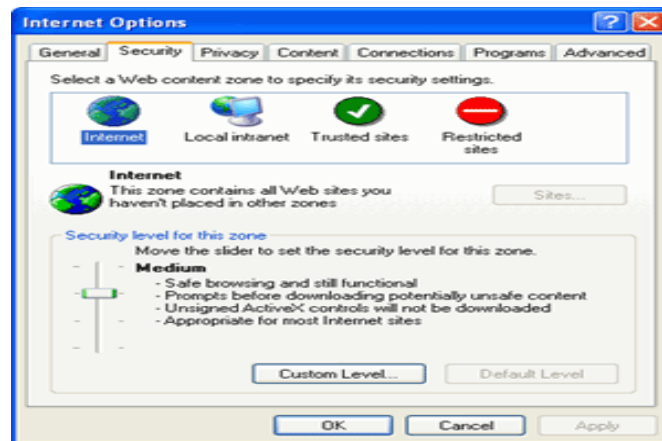 Internet Options
General Security Privacy Content Connections Programs Advanced
Select a Web content zone to specify its security settings.
Internet Local intranet Trusted sites Restricted sites
Internet
This zone contains all Web sites you
haven't placed in other zones
Sites...
Security level for this zone
Move the slider to set the security level for this zone.
Medium
- Safe browsing and still functional
- Prompts before downloading potentially unsafe content
- Unsigned ActiveX controls will not be downloaded
- Appropriate for most Internet sites
Custom Level... Default Level
OK Cancel Apply